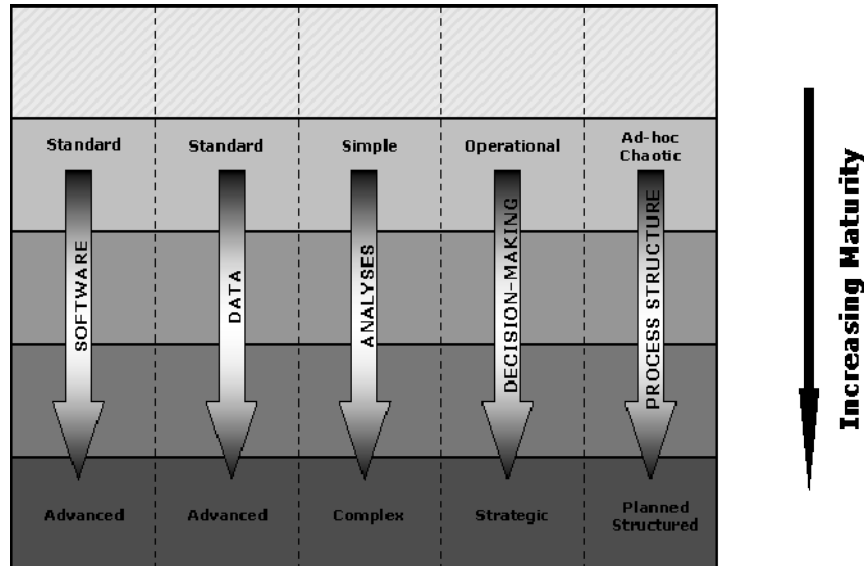 Standard
Standard
Simple
Operational
Ad-hoc
Chaotic
SOFTWARE
DATA
ANALYSES
DECISION-MAKING
PROCESS STRUCTURE
Advanced
Advanced
Complex
Strategic
Planned
Structured
Increasing Maturity